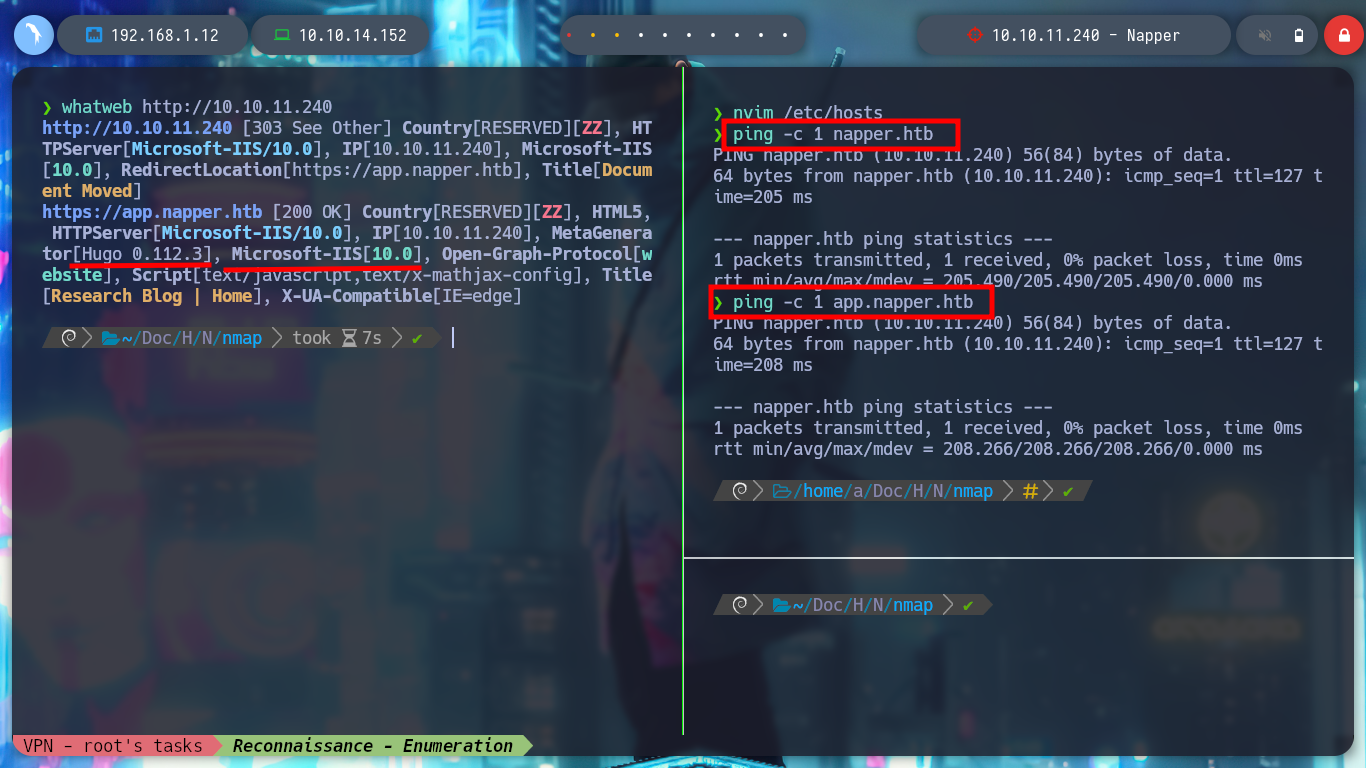 192.168.1.12
10.10.14.152
10.10.11.240 - Napper
❯ whatweb http://10.10.11.240
http://10.10.11.240 [303 See Other] Country[RESERVED][ZZ], HT
TPServer[Microsoft-IIS/10.0], IP[10.10.11.240], Microsoft-IIS
[10.0], RedirectLocation[https://app.napper.htb], Title[Docum
ent Moved]
https://app.napper.htb [200 OK] Country[RESERVED][ZZ], HTML5,
HTTPServer[Microsoft-IIS/10.0], IP[10.10.11.240], MetaGenera
tor[Hugo 0.112.3], Microsoft-IIS[10.0], Open-Graph-Protocol[w
ebsite], Script[text/javascript,text/x-mathjax-config], Title
[Research Blog | Home], X-UA-Compatible[IE=edge]
~/Doc/H/N/nmap took 7s ✔
❯ nvim /etc/hosts
❯ ping -c 1 napper.htb
PING napper.htb (10.10.11.240) 56(84) bytes of data.
64 bytes from napper.htb (10.10.11.240): icmp_seq=1 ttl=127 t
ime=205 ms
--- napper.htb ping statistics ---
1 packets transmitted, 1 received, 0% packet loss, time 0ms
rtt min/avg/max/mdev = 205.490/205.490/205.490/0.000 ms
❯ ping -c 1 app.napper.htb
PING napper.htb (10.10.11.240) 56(84) bytes of data.
64 bytes from napper.htb (10.10.11.240): icmp_seq=1 ttl=127 t
ime=208 ms
--- napper.htb ping statistics ---
1 packets transmitted, 1 received, 0% packet loss, time 0ms
rtt min/avg/max/mdev = 208.266/208.266/208.266/0.000 ms
/home/a/Doc/H/N/nmap # ✔
~/Doc/H/N/nmap ✔
VPN - root's tasks Reconnaissance - Enumeration